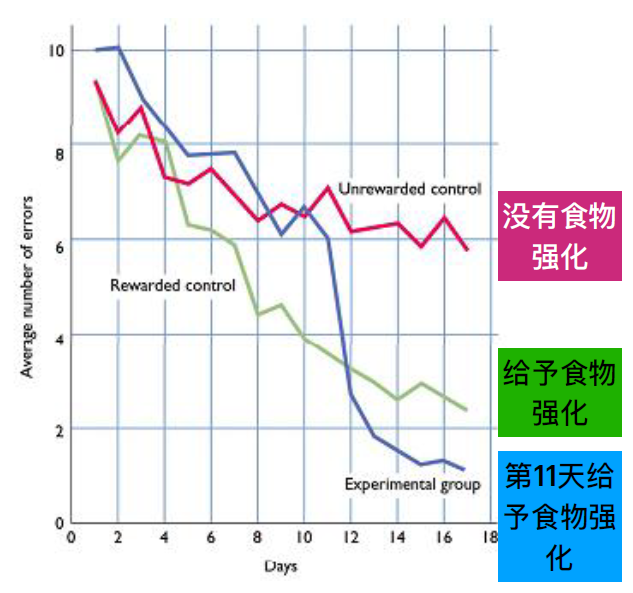 10
8
6
4
2
0
Average number of errors
Unrewarded control
Rewarded control
Experimental group
0 2 4 6 8 10 12 14 16 18
Days
没有食物
强化
给予食物
强化
第11天给
予食物强
化